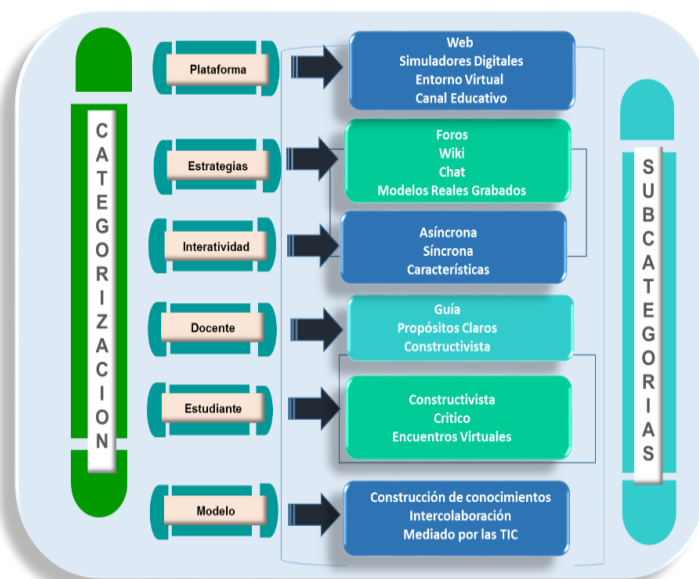 CATEGORIZACION
Plataforma
Web
Simuladores Digitales
Entorno Virtual
Canal Educativo
Estrategias
Foros
Wiki
Chat
Modelos Reales Grabados
Interatividad
Asíncrona
Síncrona
Características
Docente
Guía
Propósitos Claros
Constructivista
Estudiante
Constructivista
Critico
Encuentros Virtuales
Modelo
Construcción de conocimientos
Intercolaboración
Mediado por las TIC
SUBCATEGORIAS